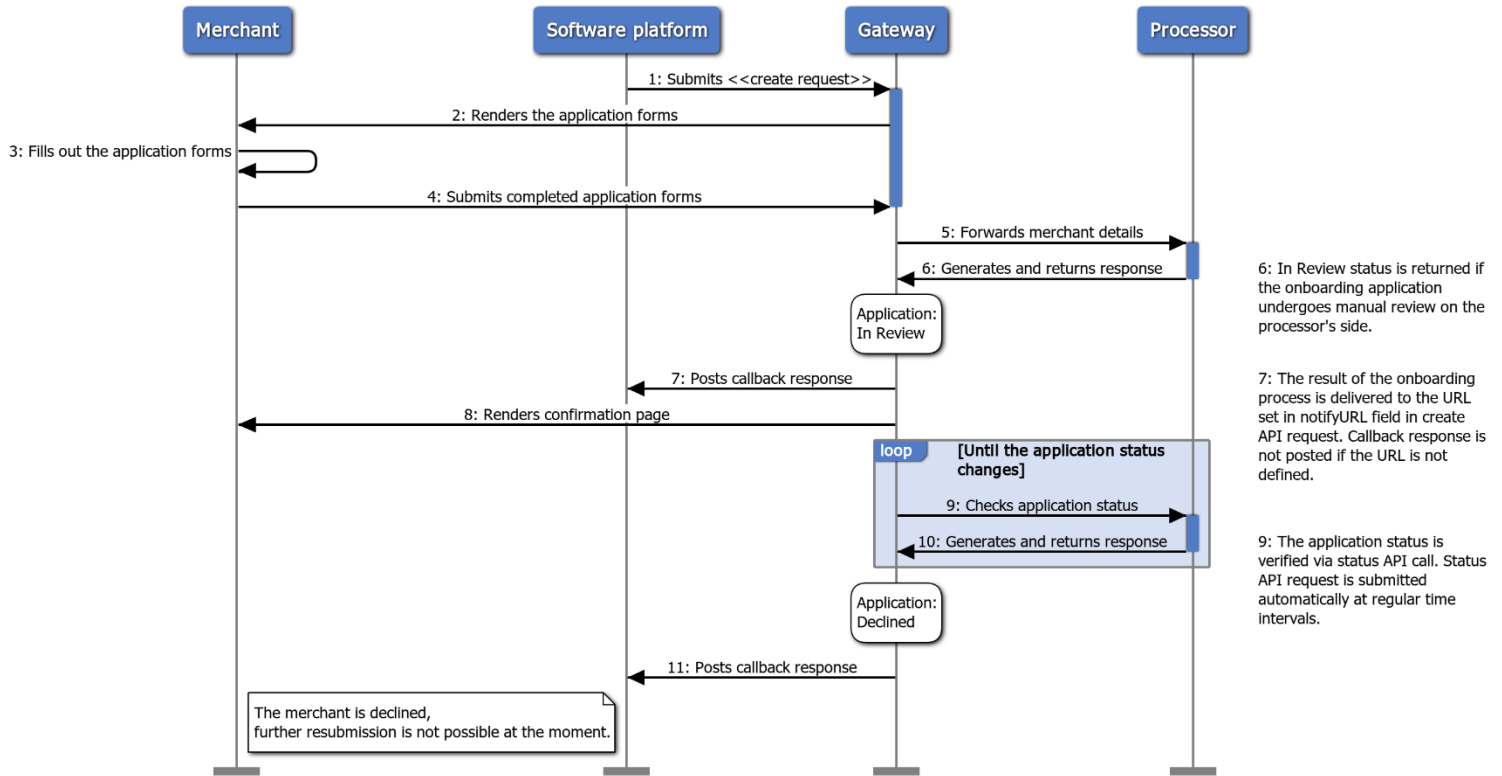 Merchant
Software platform
Gateway
Processor
1: Submits <<create request>>
2: Renders the application forms
3: Fills out the application forms
4: Submits completed application forms
5: Forwards merchant details
6: Generates and returns response
6: In Review status is returned if
the onboarding application
undergoes manual review on the
processor's side.
Application:
In Review
7: Posts callback response
7: The result of the onboarding
process is delivered to the URL
set in notifyURL field in create
API request. Callback response is
not posted if the URL is not
defined.
8: Renders confirmation page
loop
[Until the application status
changes]
9: Checks application status
10: Generates and returns response
9: The application status is
verified via status API call. Status
API request is submitted
automatically at regular time
intervals.
Application:
Declined
11: Posts callback response
The merchant is declined,
further resubmission is not possible at the moment.